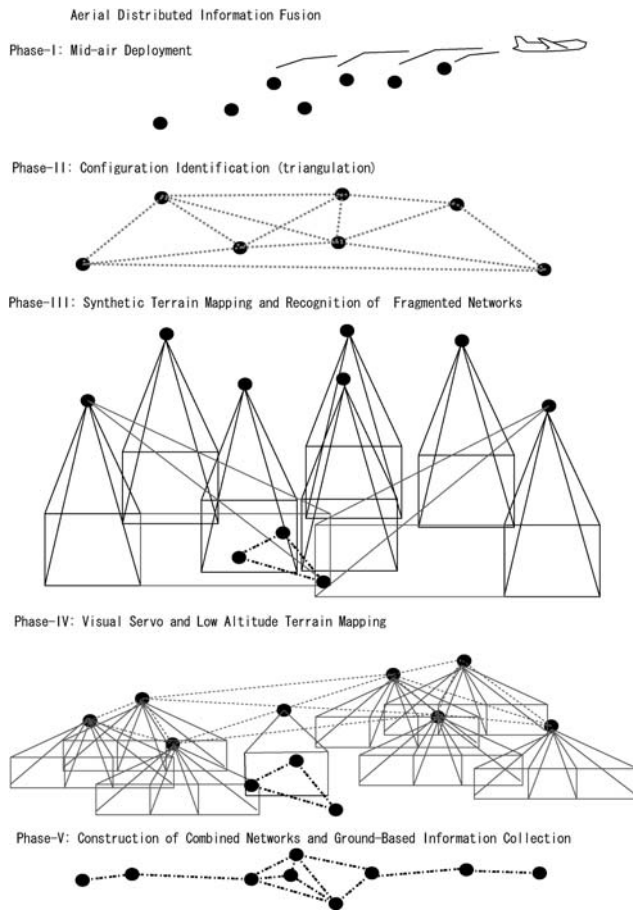 Aerial Distributed Information Fusion
Phase-I: Mid-air Deployment
Phase-II: Configuration Identification (triangulation)
Phase-III: Synthetic Terrain Mapping and Recognition of Fragmented Networks
Phase-IV: Visual Servo and Low Altitude Terrain Mapping
Phase-V: Construction of Combined Networks and Ground-Based Information Collection